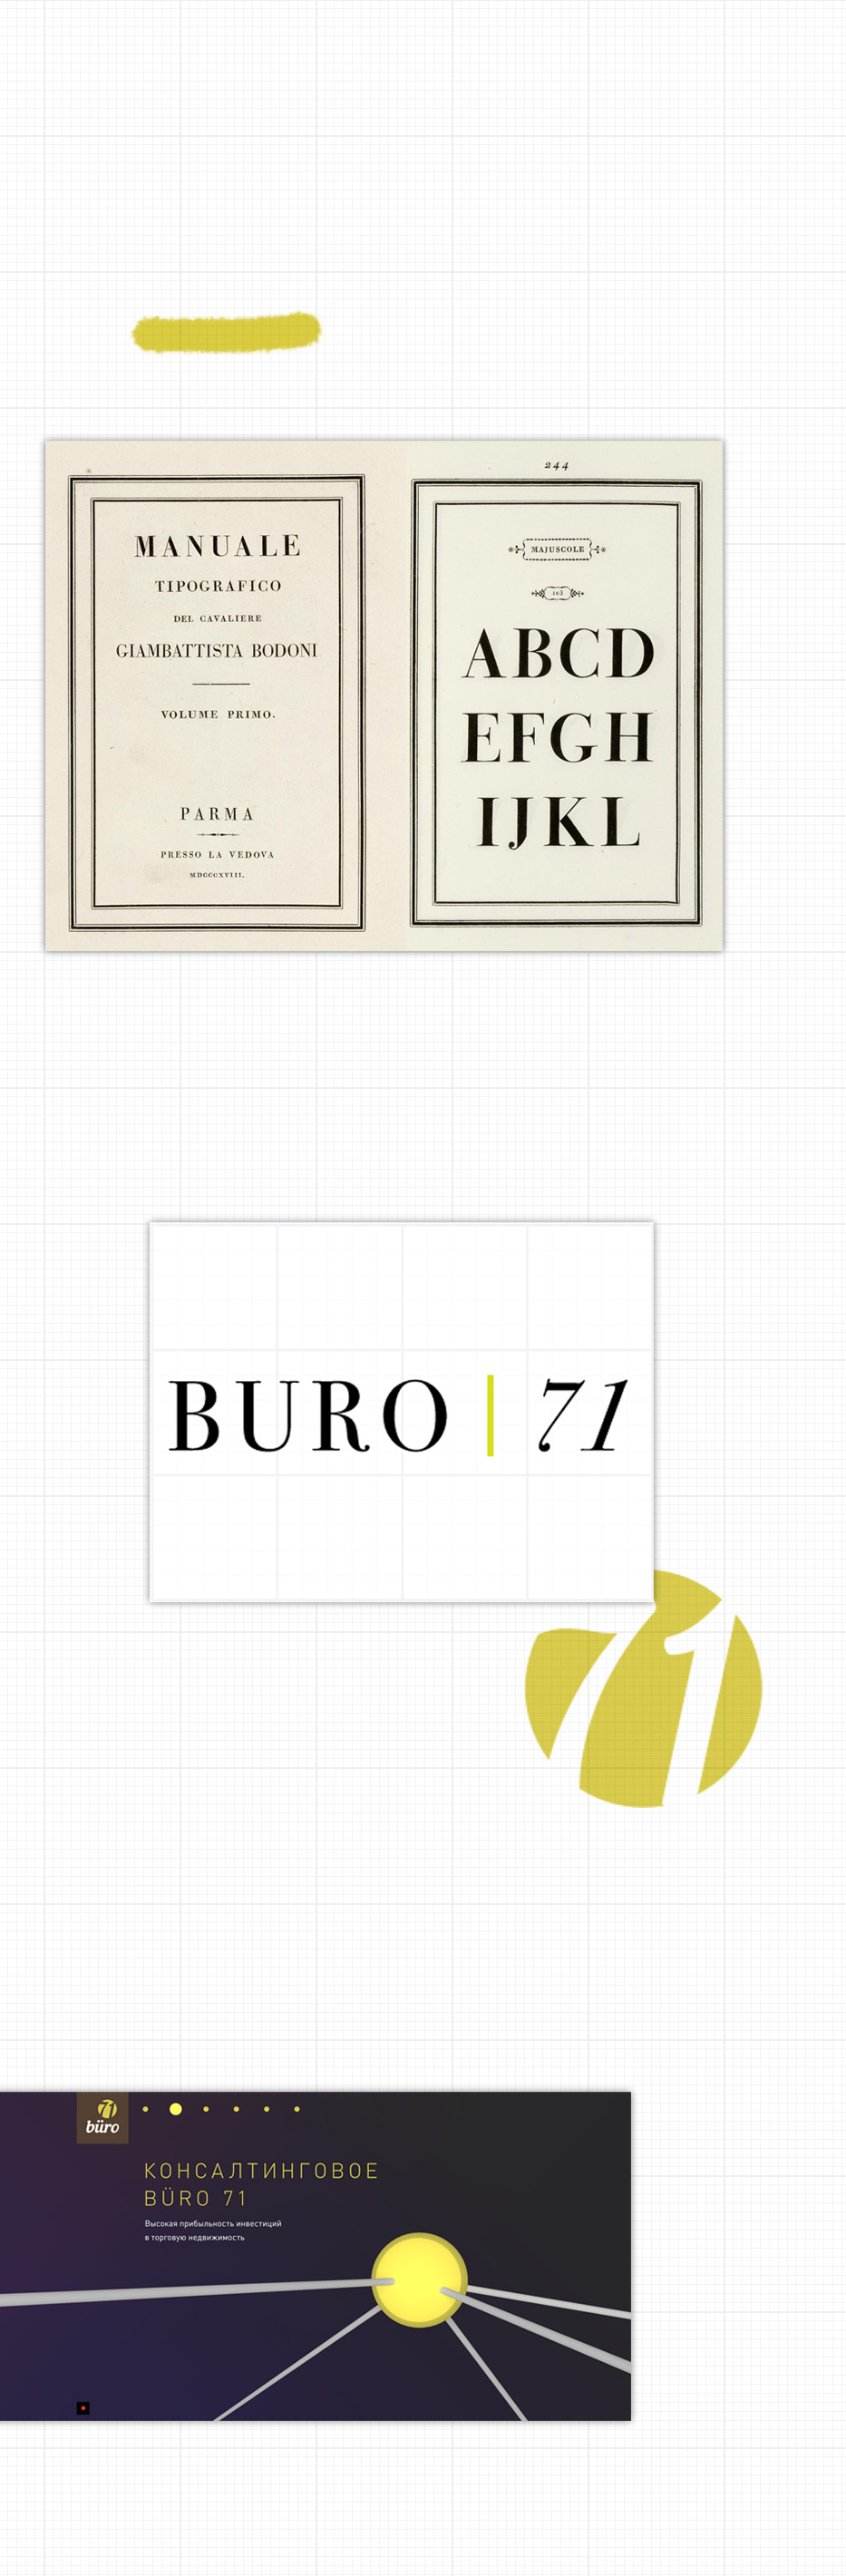 MANUALE
TIPOGRAFICO
DEL CAVALIERE
GIAMBATTISTA BODONI
VOLUME PRIMO.
PARMA
PRESSO LA VEDOVA
MDCCCXVIII.
244
MAJUSCOLE
103
ABCD
EFGH
IJKL
BURO | 71
71
71
büro
КОНСАЛТИНГОВОЕ
BÜRO 71
Высокая прибыльность инвестиций
в торговую недвижимость